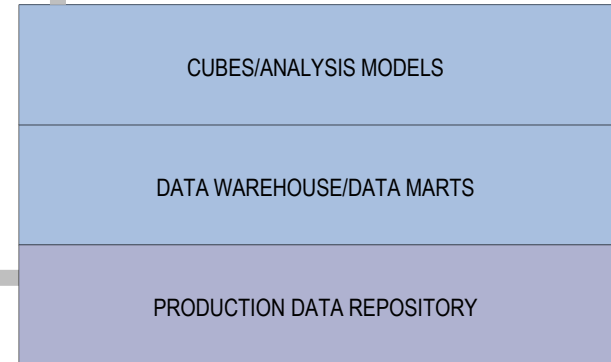 CUBES/ANALYSIS MODELS
DATA WAREHOUSE/DATA MARTS
PRODUCTION DATA REPOSITORY